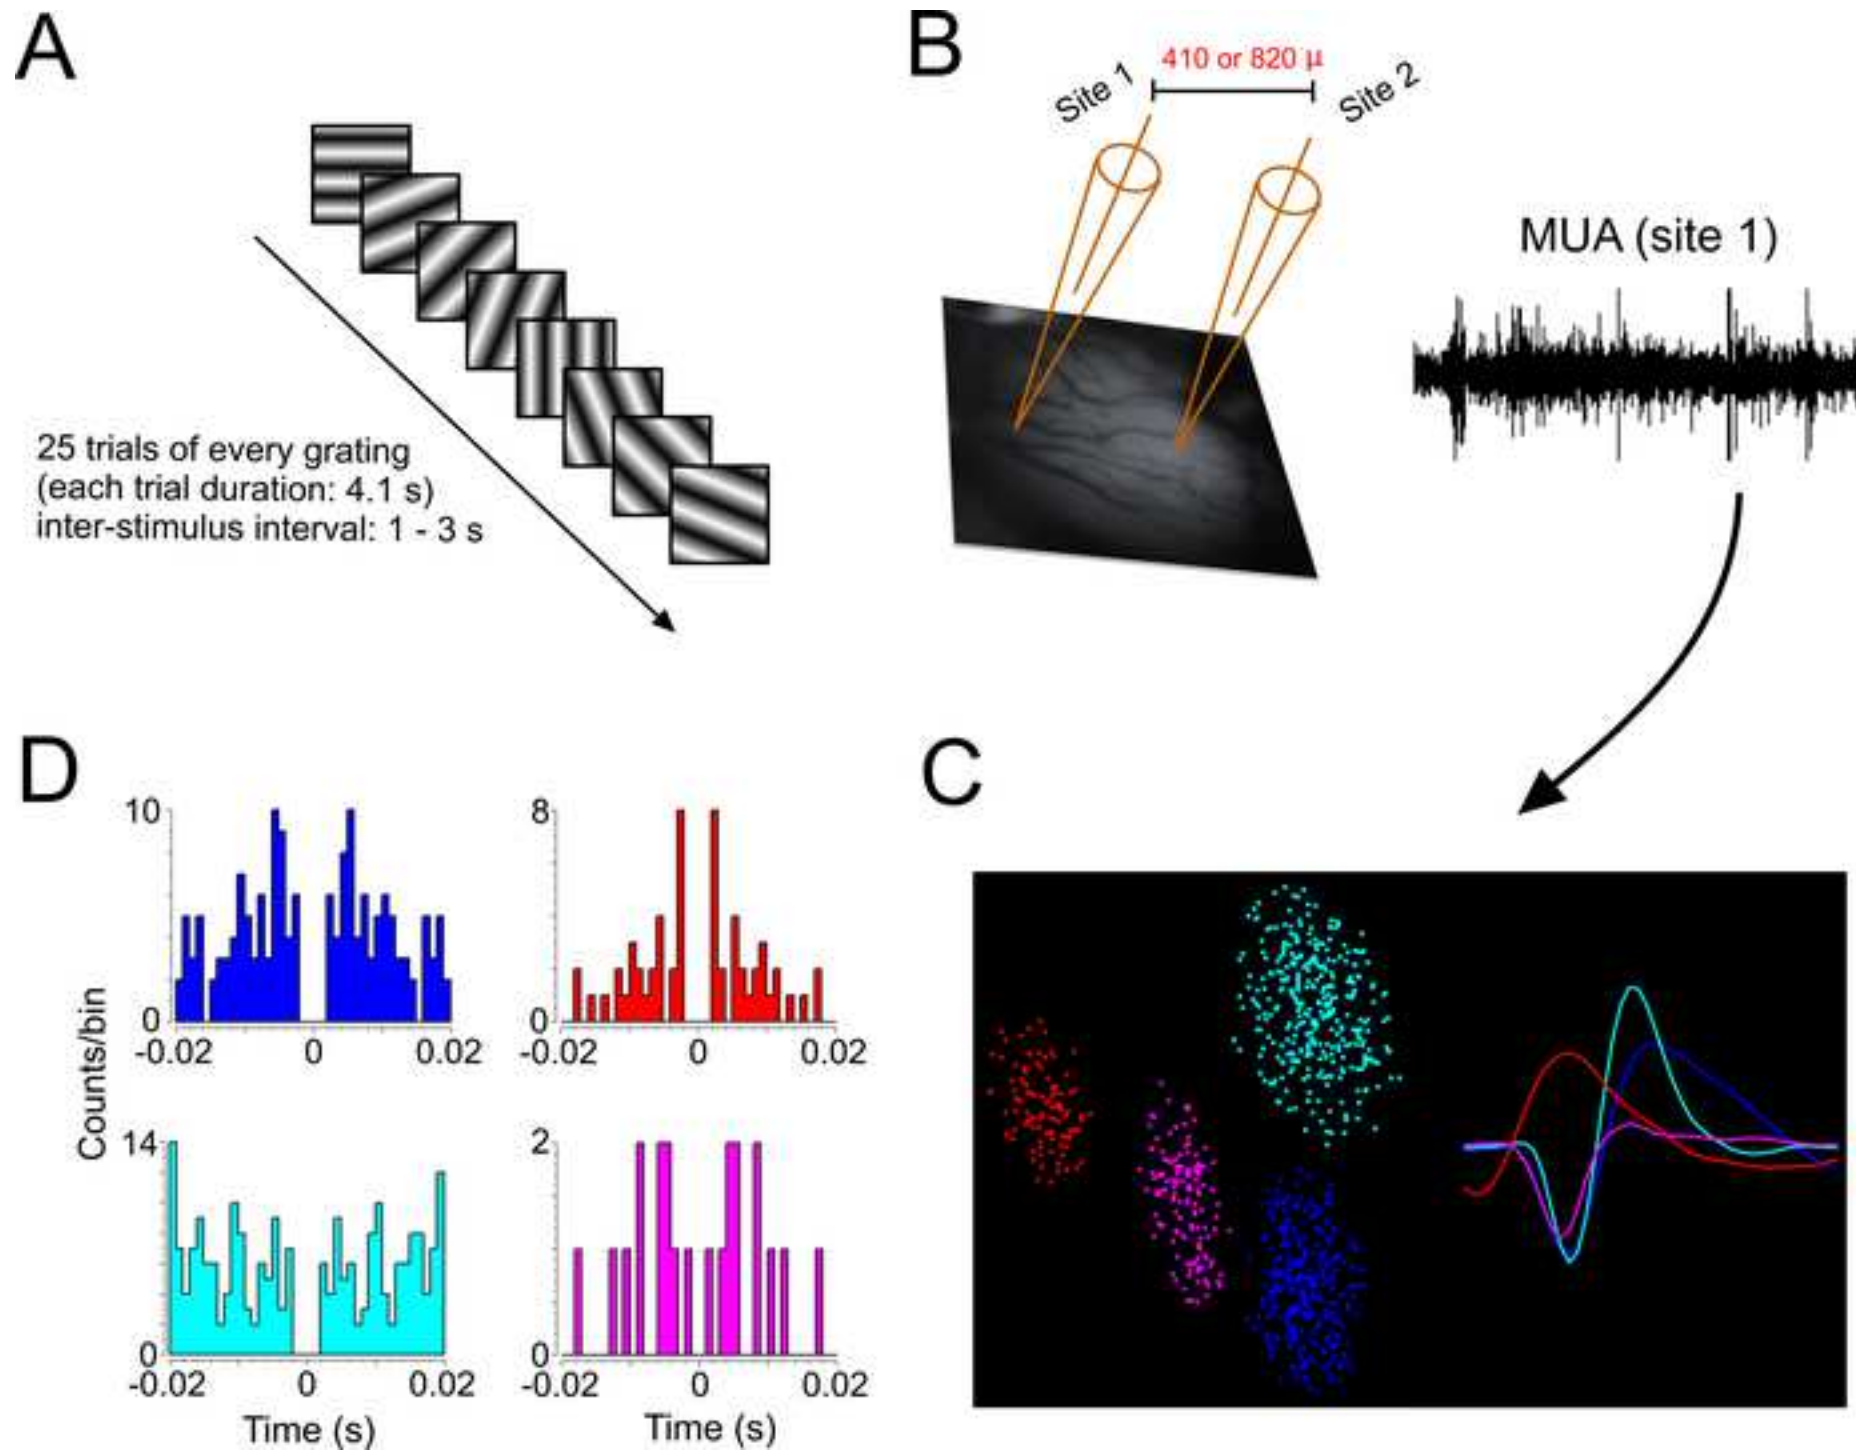 A
25 trials of every grating
(each trial duration: 4.1 s)
inter-stimulus interval: 1 - 3 s
B
410 or 820 µ
Site 1
Site 2
MUA (site 1)
C
D
Counts/bin
10
0
-0.02 0 0.02
8
0
-0.02 0 0.02
14
0
-0.02 0 0.02
Time (s)
2
0
-0.02 0 0.02
Time (s)